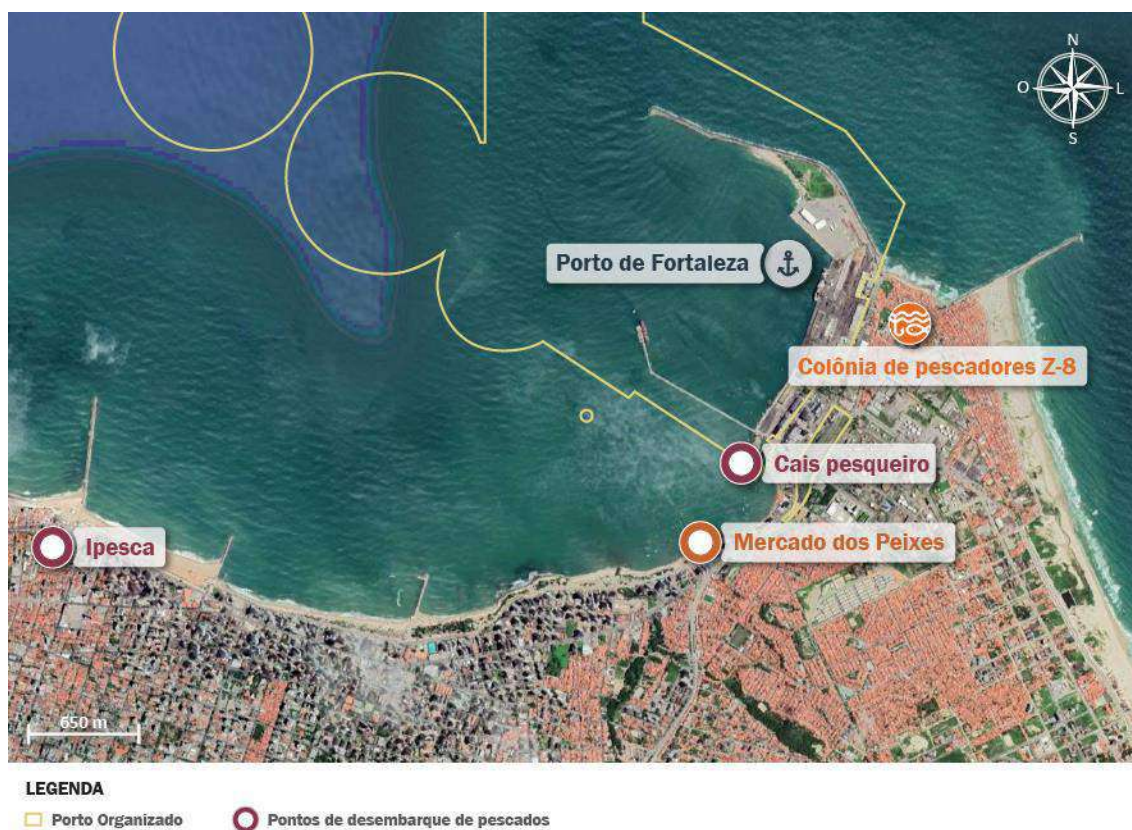 N
O
L
S
Porto de Fortaleza
Colônia de pescadores Z-8
Cais pesqueiro
Mercado dos Peixes
Ipesca
650 m
LEGENDA
Porto Organizado
Pontos de desembarque de pescados